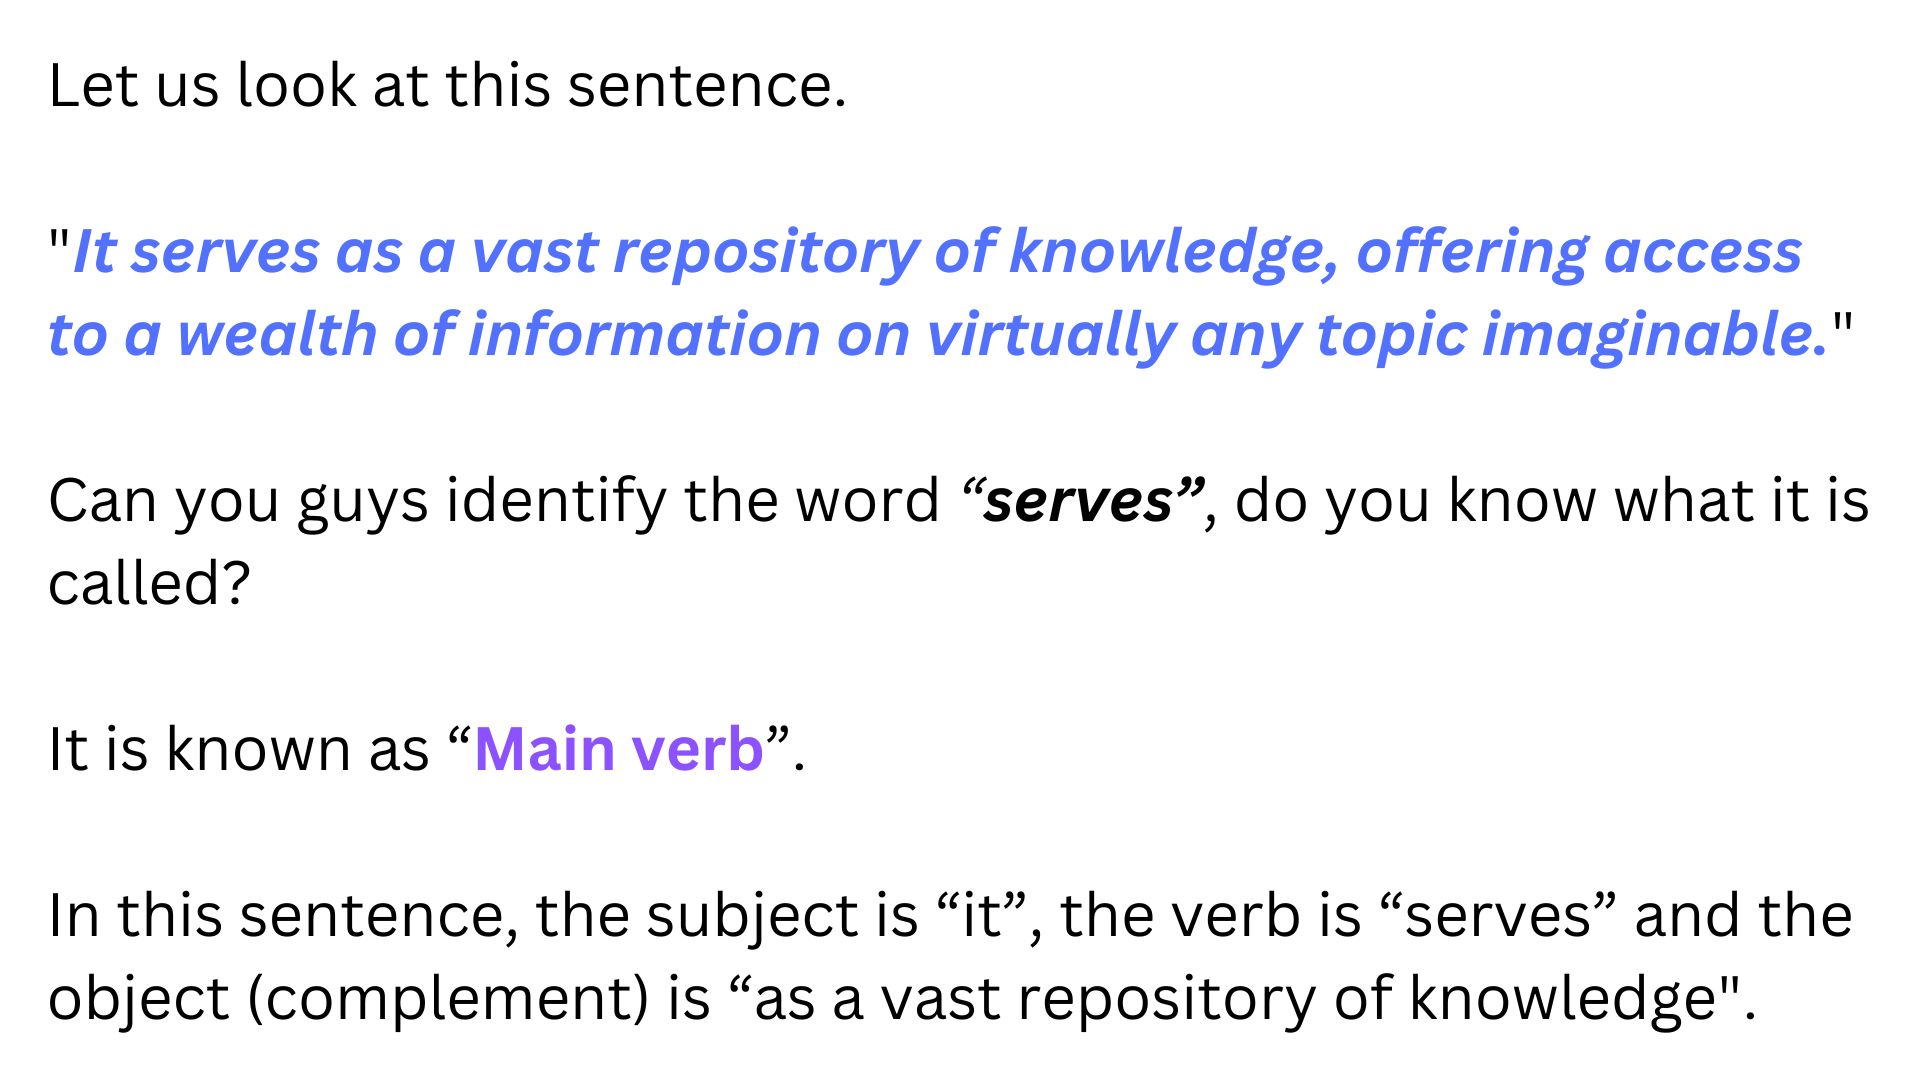 Let us look at this sentence.
"It serves as a vast repository of knowledge, offering access
to a wealth of information on virtually any topic imaginable."
Can you guys identify the word “serves”, do you know what it is
called?
It is known as “Main verb”.
In this sentence, the subject is “it”, the verb is “serves” and the
object (complement) is “as a vast repository of knowledge".